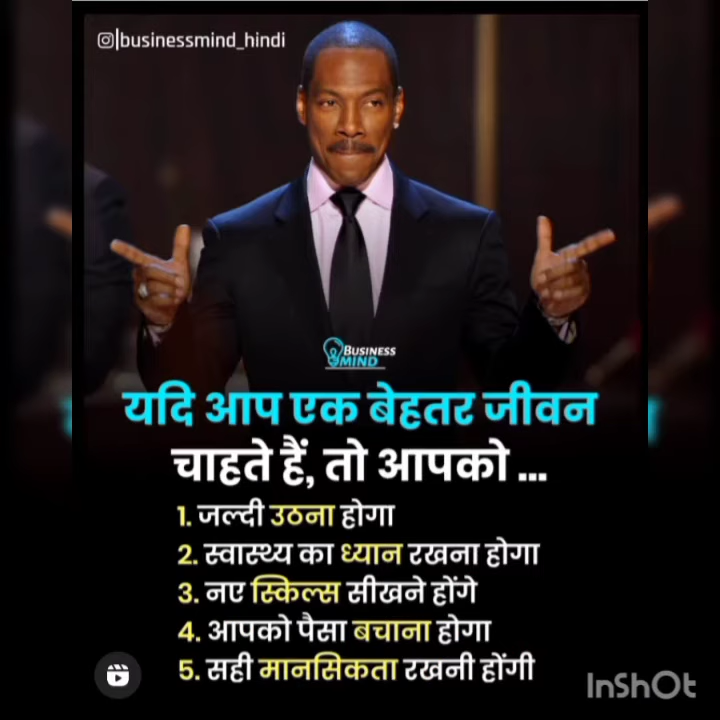 businessmind_hindi
BUSINESS
MIND
यदि आप एक बेहतर जीवन
चाहते हैं, तो आपको ...
1. जल्दी उठना होगा
2. स्वास्थ्य का ध्यान रखना होगा
3. नए स्किल्स सीखने होंगे
4. आपको पैसा बचाना होगा
5. सही मानसिकता रखनी होंगी
InShOt